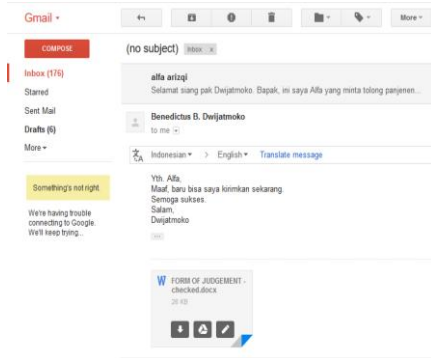 Gmail
More
COMPOSE
(no subject) Inbox x
Inbox (176)
Starred
Sent Mail
Drafts (6)
More
alfa arizqi
Selamat siang pak Dwijatmoko. Bapak, ini saya Alfa yang minta tolong panjenen...
Benedictus B. Dwijatmoko
to me
Indonesian > English Translate message
Something's not right.
We're having trouble
connecting to Google.
We'll keep trying...
Yth. Alfa,
Maaf, baru bisa saya kirimkan sekarang.
Semoga sukses.
Salam,
Dwijatmoko
W FORM OF JUDGEMENT -
checked.docx
26 KB